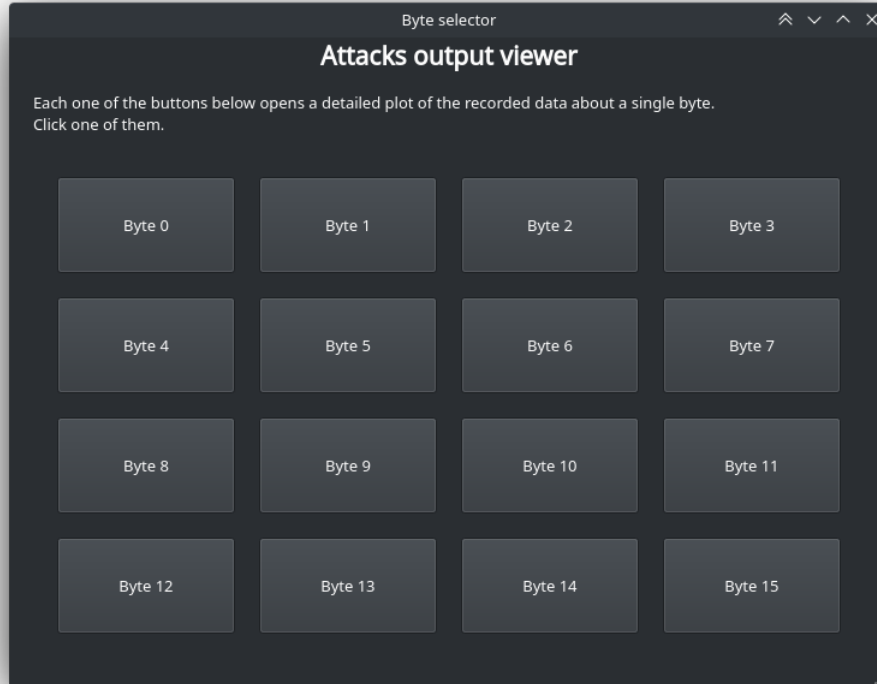 Byte selector
Attacks output viewer
Each one of the buttons below opens a detailed plot of the recorded data about a single byte.
Click one of them.
Byte 0 Byte 1 Byte 2 Byte 3
Byte 4 Byte 5 Byte 6 Byte 7
Byte 8 Byte 9 Byte 10 Byte 11
Byte 12 Byte 13 Byte 14 Byte 15